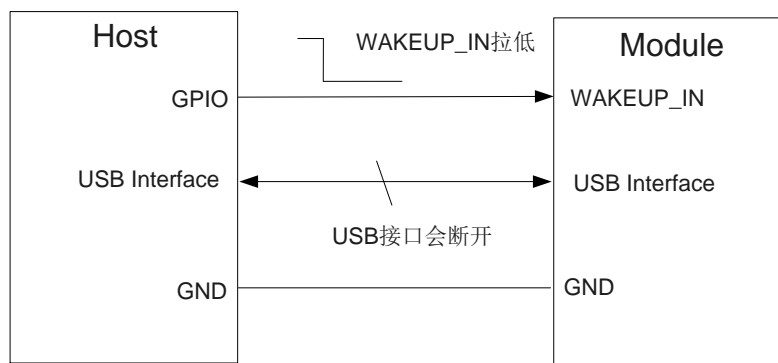 Host
WAKEUP_IN拉低
Module
GPIO
WAKEUP_IN
USB Interface
USB Interface
USB接口会断开
GND
GND